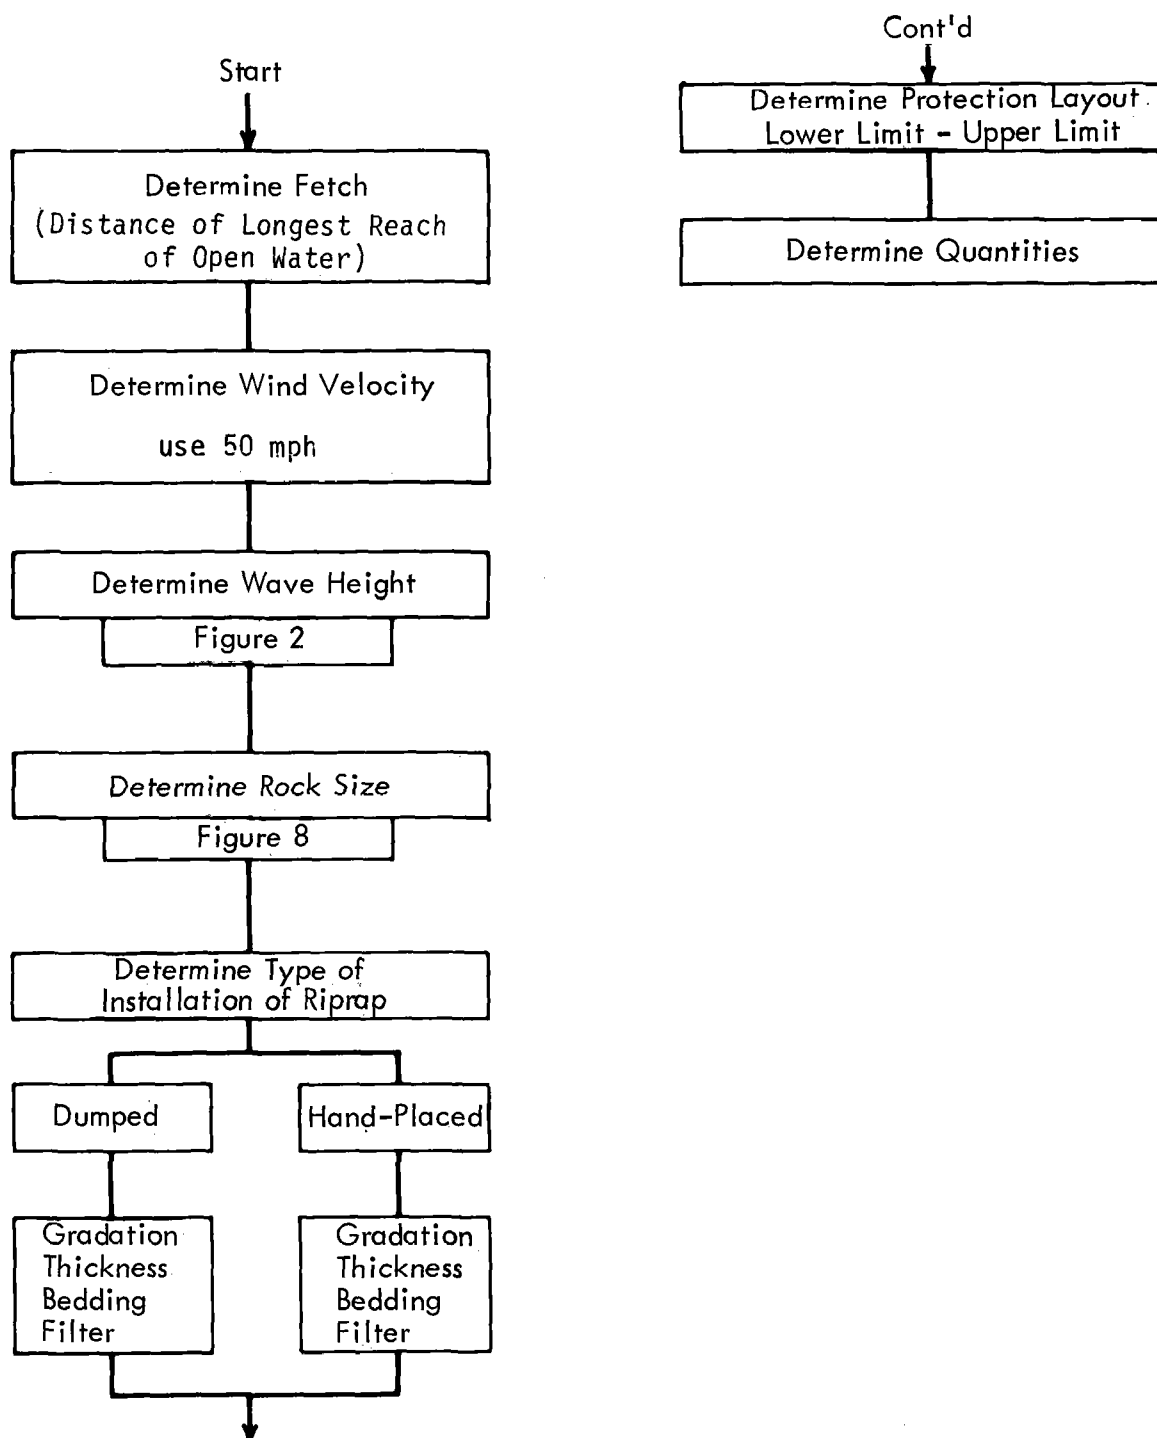 Start
Determine Fetch
(Distance of Longest Reach
of Open Water)
Determine Wind Velocity
use 50 mph
Determine Wave Height
Figure 2
Determine Rock Size
Figure 8
Determine Type of
Installation of Riprap
Dumped
Gradation
Thickness
Bedding
Filter
Hand-Placed
Gradation
Thickness
Bedding
Filter
Cont'd
Determine Protection Layout
Lower Limit - Upper Limit
Determine Quantities